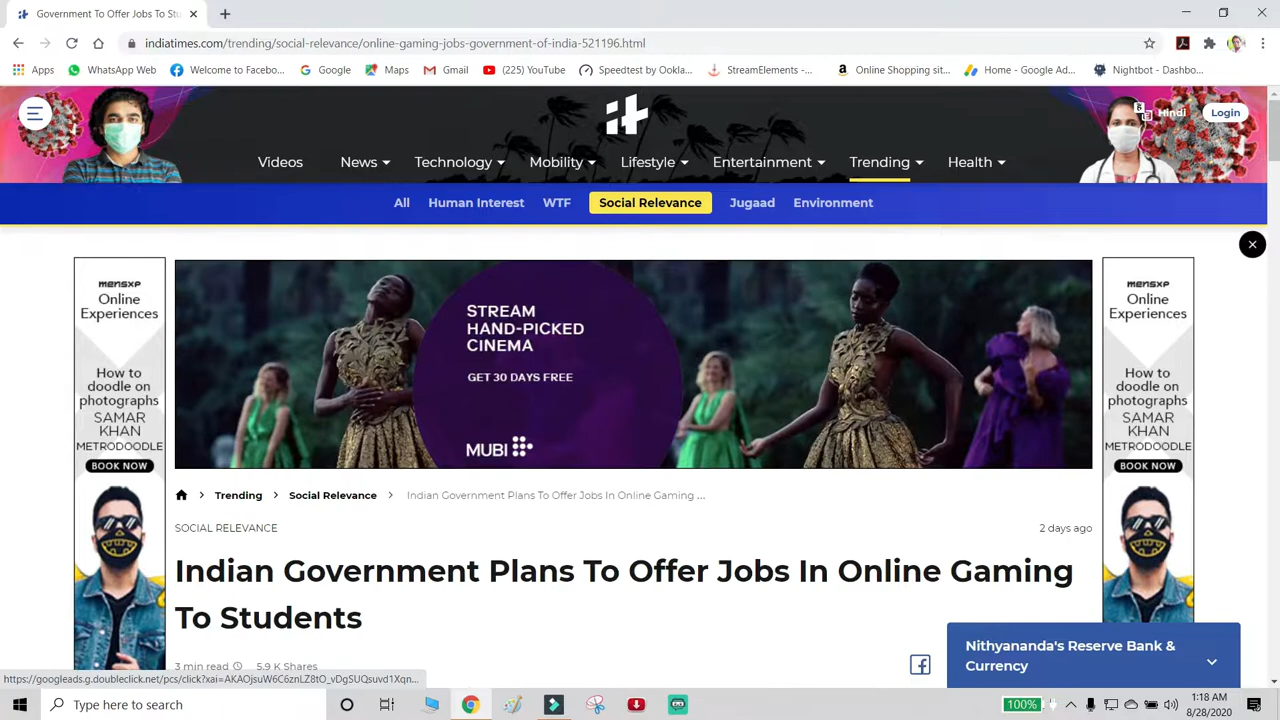 Government To Offer Jobs To Stu
indiatimes.com/trending/social-relevance/online-gaming-jobs-government-of-india-521196.html
Apps WhatsApp Web Welcome to Facebo... Google Maps Gmail (225) YouTube Speedtest by Ookla... StreamElements -... Online Shopping sit... Home - Google Ad... Nightbot - Dashbo...
Hindi Login
Videos News Technology Mobility Lifestyle Entertainment Trending Health
All Human Interest WTF Social Relevance Jugaad Environment
mensxp
Online
Experiences
How to
doodle on
photographs
SAMAR
KHAN
METRODOODLE
BOOK NOW
STREAM
HAND-PICKED
CINEMA
GET 30 DAYS FREE
MUBI
mensxp
Online
Experiences
How to
doodle on
photographs
SAMAR
KHAN
METRODOODLE
BOOK NOW
Trending Social Relevance Indian Government Plans To Offer Jobs In Online Gaming ...
SOCIAL RELEVANCE 2 days ago
Indian Government Plans To Offer Jobs In Online Gaming
To Students
3 min read 5.9 K Shares
Nithyananda's Reserve Bank &
Currency
https://googleads.g.doubleclick.net/pcs/click?xai=AKAOjsuW6C6znLZ8tO_vDgSUQsuvd1Xqn...
Type here to search
100%
1:18 AM
8/28/2020